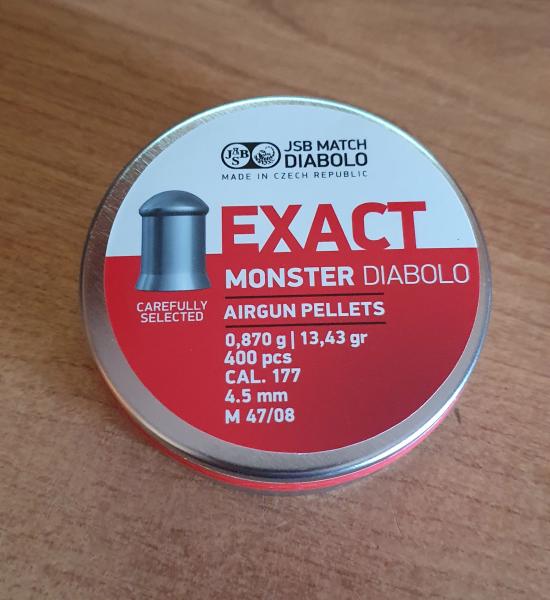 JSB
JSB MATCH
DIABOLO
MADE IN CZECH REPUBLIC
EXACT
MONSTER DIABOLO
CAREFULLY
SELECTED
AIRGUN PELLETS
0,870 g | 13,43 gr
400 pcs
CAL. 177
4.5 mm
M 47/08